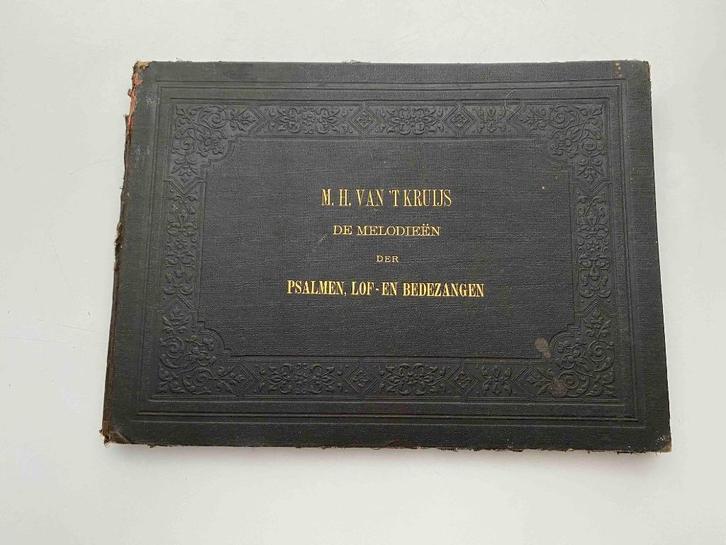 M. H. VAN 'T KRUIJS
DE MELODIEËN
DER
PSALMEN, LOF- EN BEDEZANGEN